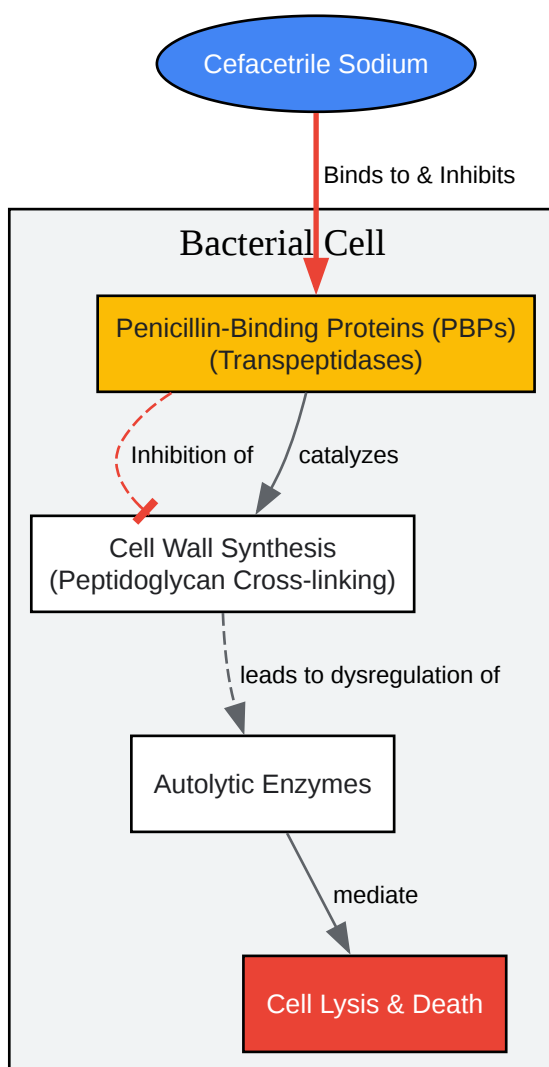 Cefacetrile Sodium
Binds to & Inhibits
Bacterial Cell
Penicillin-Binding Proteins (PBPs)
(Transpeptidases)
Inhibition of
catalyzes
Cell Wall Synthesis
(Peptidoglycan Cross-linking)
leads to dysregulation of
Autolytic Enzymes
mediate
Cell Lysis & Death